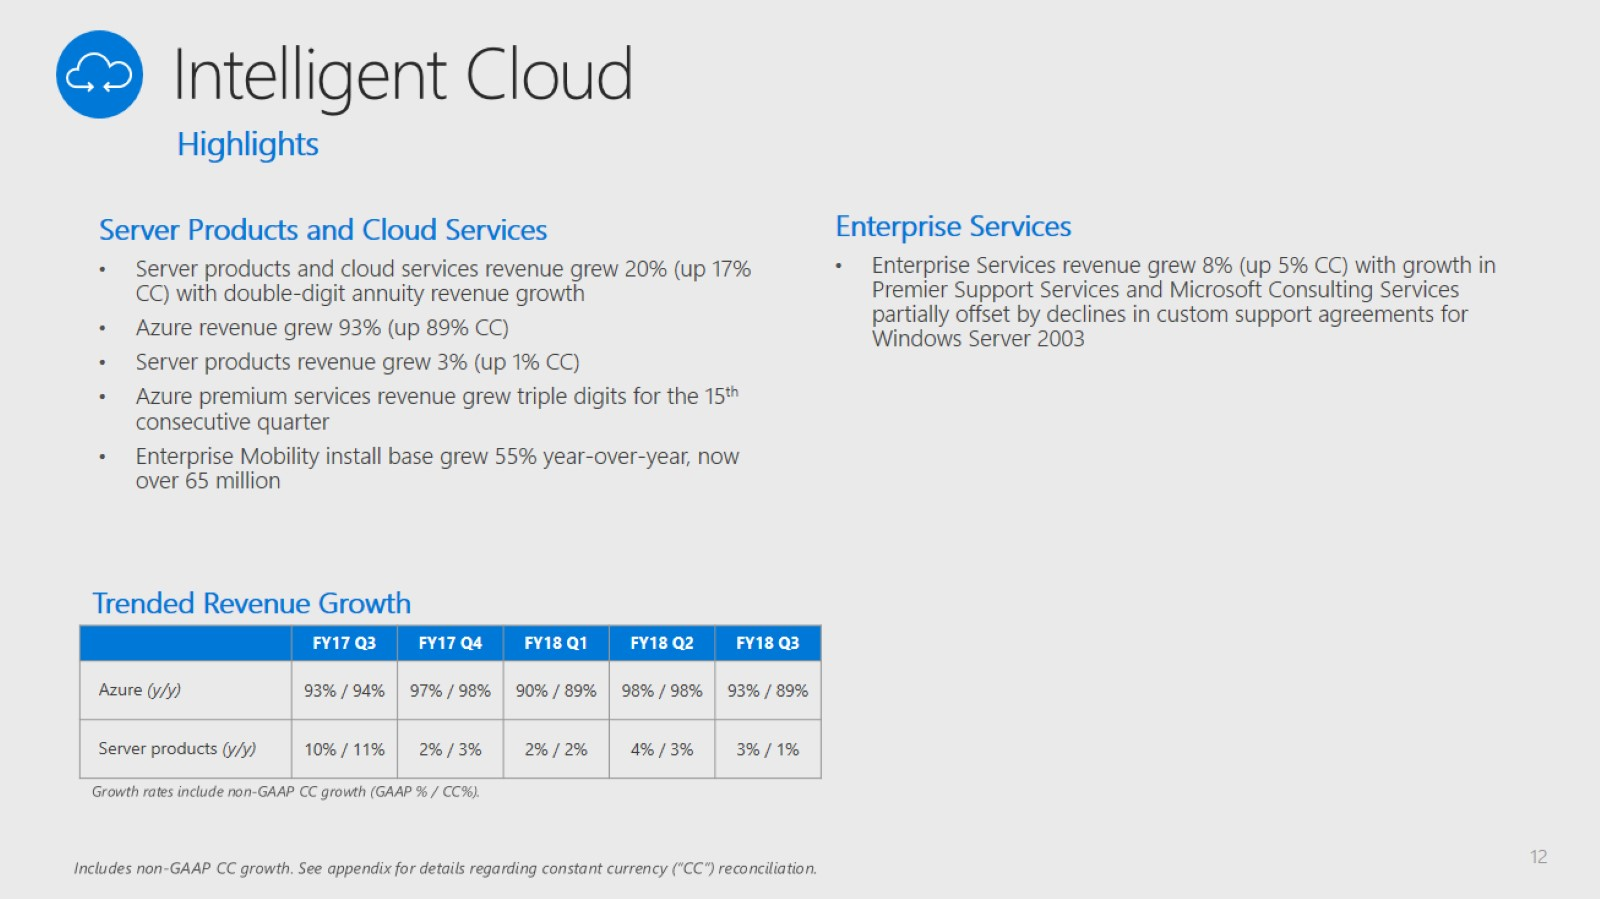 Intelligent Cloud
Highlights
Server Products and Cloud Services
• Server products and cloud services revenue grew 20% (up 17%
CC) with double-digit annuity revenue growth
• Azure revenue grew 93% (up 89% CC)
• Server products revenue grew 3% (up 1% CC)
• Azure premium services revenue grew triple digits for the 15th
consecutive quarter
• Enterprise Mobility install base grew 55% year-over-year, now
over 65 million
Enterprise Services
• Enterprise Services revenue grew 8% (up 5% CC) with growth in
Premier Support Services and Microsoft Consulting Services
partially offset by declines in custom support agreements for
Windows Server 2003
Trended Revenue Growth
FY17 Q3 FY17 Q4 FY18 Q1 FY18 Q2 FY18 Q3
Azure (y/y) 93% / 94% 97% / 98% 90% / 89% 98% / 98% 93% / 89%
Server products (y/y) 10% / 11% 2% / 3% 2% / 2% 4% / 3% 3% / 1%
Growth rates include non-GAAP CC growth (GAAP % / CC%).
Includes non-GAAP CC growth. See appendix for details regarding constant currency (“CC”) reconciliation.
12